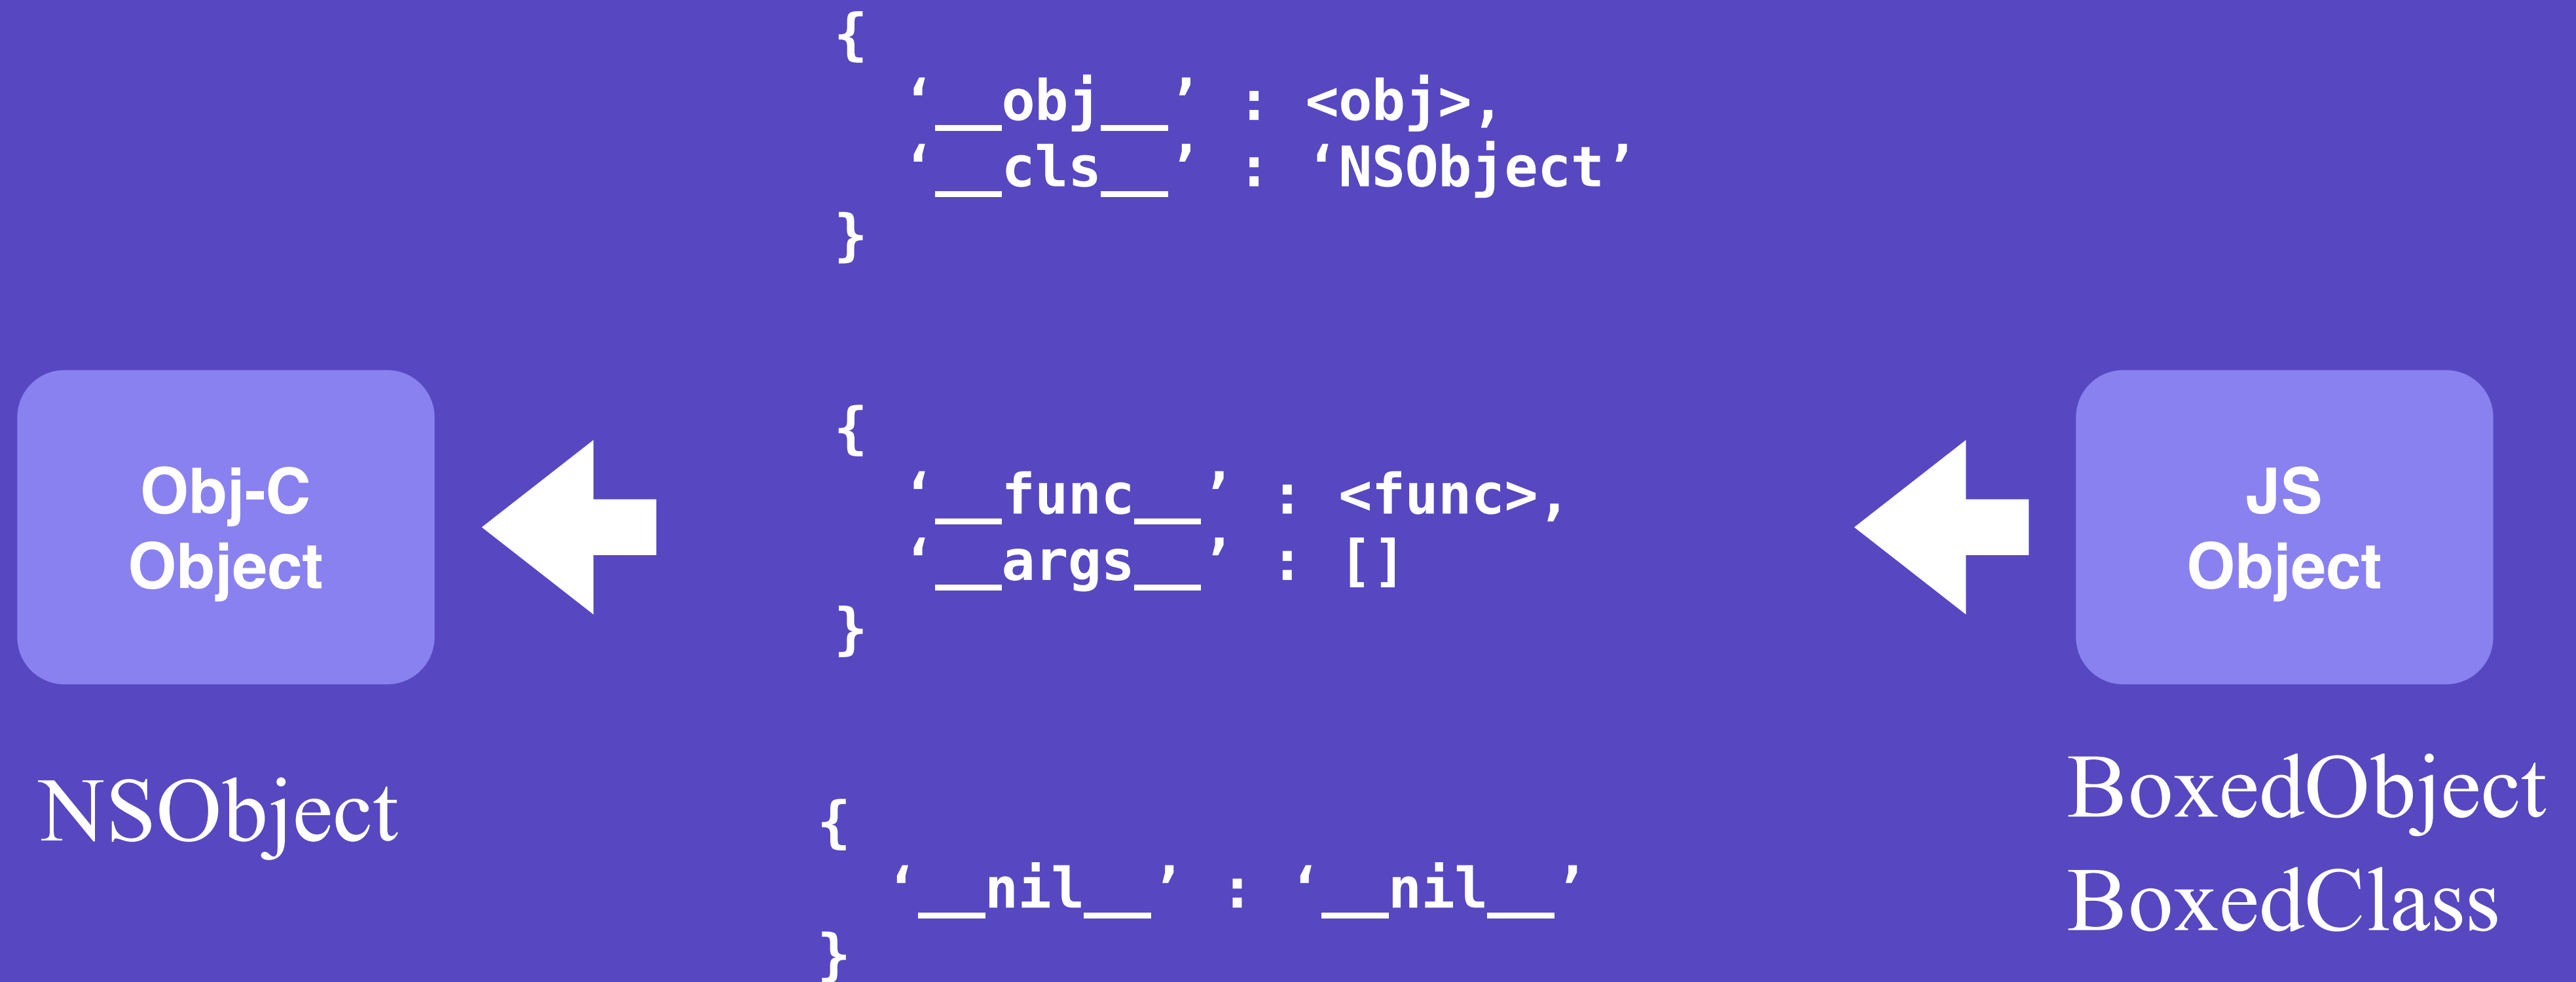 {
‘__obj__’ : <obj>,
‘__cls__’ : ‘NSObject’
}
Obj-C
Object
{
‘__func__’ : <func>,
‘__args__’ : []
}
JS
Object
NSObject
{
‘__nil__’ : ‘__nil__’
}
BoxedObject
BoxedClass